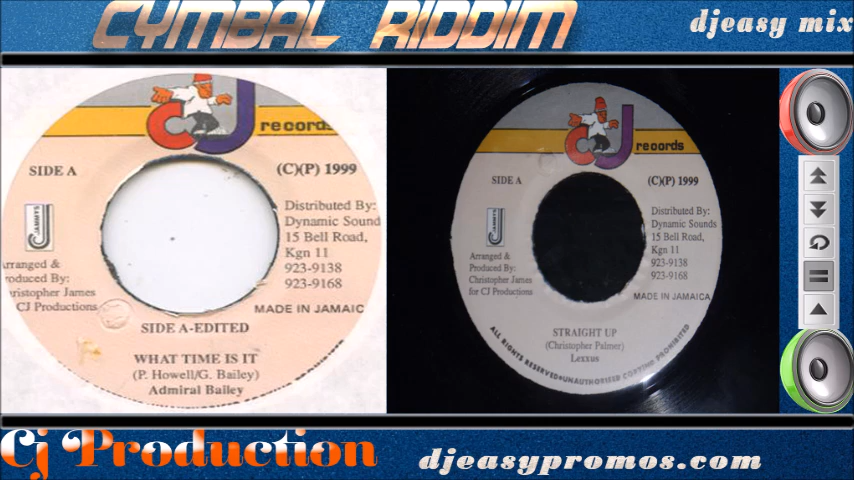 CYMBAL RIDDIM
djeasy mix
CJ records
SIDE A
(C)(P) 1999
Distributed By:
Dynamic Sound
15 Bell Road,
Kgn 11
923-9138
923-9168
JAMMYS
Arranged &
Produced By:
Christopher James
CJ Productions
MADE IN JAMAIC
SIDE A-EDITED
WHAT TIME IS IT
(P. Howell/G. Bailey)
Admiral Bailey
CJ records
SIDE A
(C)(P) 1999
Distributed By:
Dynamic Sounds
15 Bell Road,
Kgn 11
923-9138
923-9168
JAMMYS
Arranged &
Produced By:
Christopher James
for CJ Productions
MADE IN JAMAICA
STRAIGHT UP
(Christopher Palmer)
Lexxus
ALL RIGHTS RESERVED•UNAUTHORISED COPYING PROHIBITED
Cj Production
djeasypromos.com